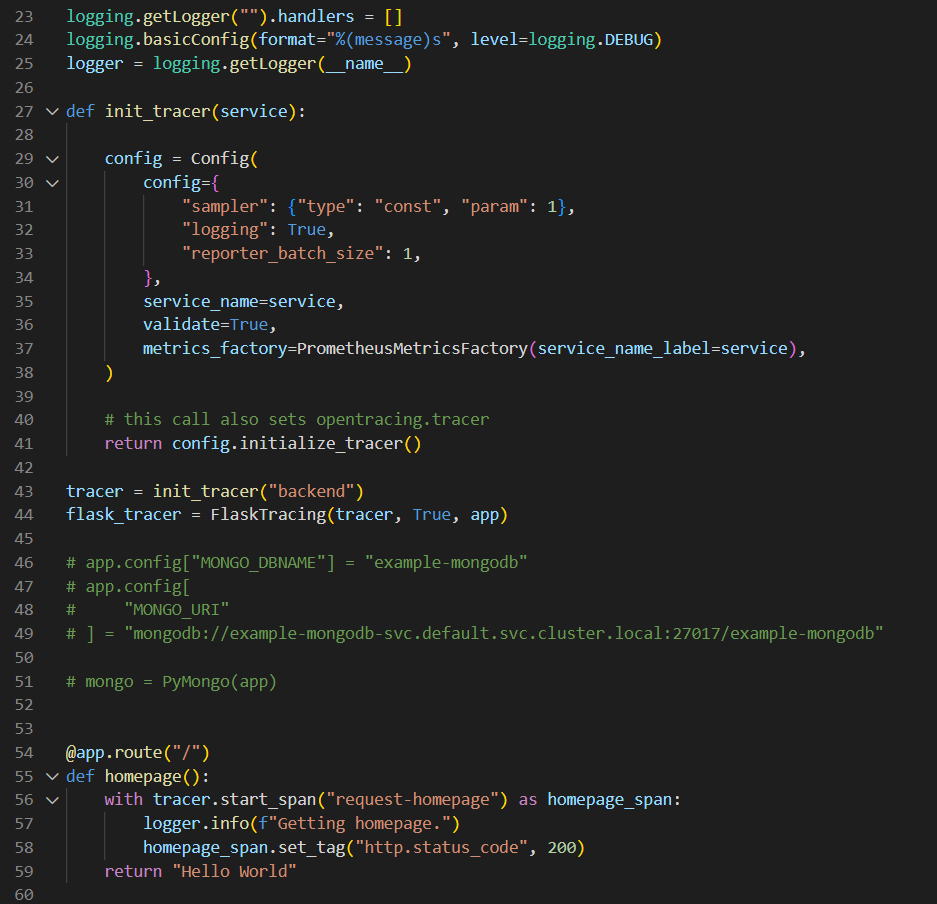 23 logging.getLogger("").handlers = []
24 logging.basicConfig(format="%(message)s", level=logging.DEBUG)
25 logger = logging.getLogger(__name__)
26
27 def init_tracer(service):
28
29     config = Config(
30         config={
31             "sampler": {"type": "const", "param": 1},
32             "logging": True,
33             "reporter_batch_size": 1,
34         },
35         service_name=service,
36         validate=True,
37         metrics_factory=PrometheusMetricsFactory(service_name_label=service),
38     )
39
40     # this call also sets opentracing.tracer
41     return config.initialize_tracer()
42
43 tracer = init_tracer("backend")
44 flask_tracer = FlaskTracing(tracer, True, app)
45
46 # app.config["MONGO_DBNAME"] = "example-mongodb"
47 # app.config[
48 #     "MONGO_URI"
49 # ] = "mongodb://example-mongodb-svc.default.svc.cluster.local:27017/example-mongodb"
50
51 # mongo = PyMongo(app)
52
53
54 @app.route("/")
55 def homepage():
56     with tracer.start_span("request-homepage") as homepage_span:
57         logger.info(f"Getting homepage.")
58         homepage_span.set_tag("http.status_code", 200)
59     return "Hello World"
60